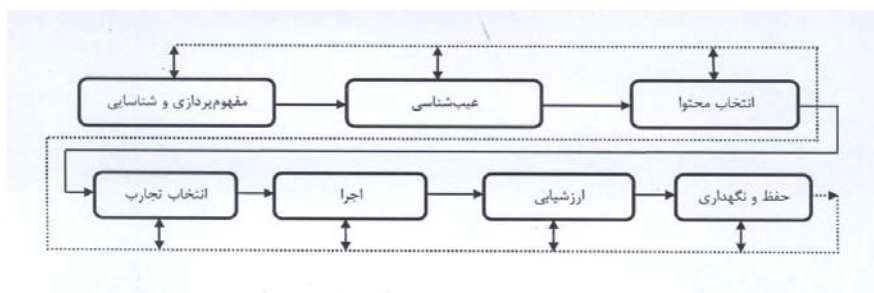 مفهوم‌پردازی و شناسایی
عیب‌شناسی
انتخاب محتوا
انتخاب تجارب
اجرا
ارزشیابی
حفظ و نگهداری